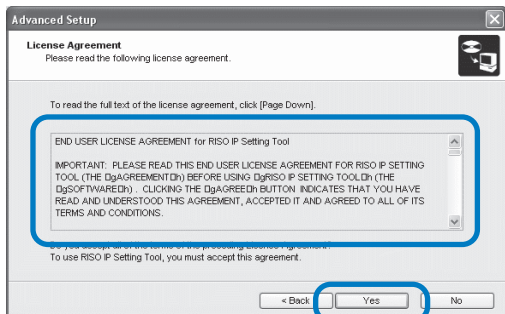 Advanced Setup
License Agreement
Please read the following license agreement.
To read the full text of the license agreement, click [Page Down].
END USER LICENSE AGREEMENT for RISO IP Setting Tool
IMPORTANT: PLEASE READ THIS END USER LICENSE AGREEMENT FOR RISO IP SETTING
TOOL (THE □gAGREEMENT□h) BEFORE USING □gRISO IP SETTING TOOL□h (THE
□gSOFTWARE□h) . CLICKING THE □gAGREE□h BUTTON INDICATES THAT YOU HAVE
READ AND UNDERSTOOD THIS AGREEMENT, ACCEPTED IT AND AGREED TO ALL OF ITS
TERMS AND CONDITIONS.
Do you accept all of the terms of the preceding License Agreement?
To use RISO IP Setting Tool, you must accept this agreement.
< Back
Yes
No